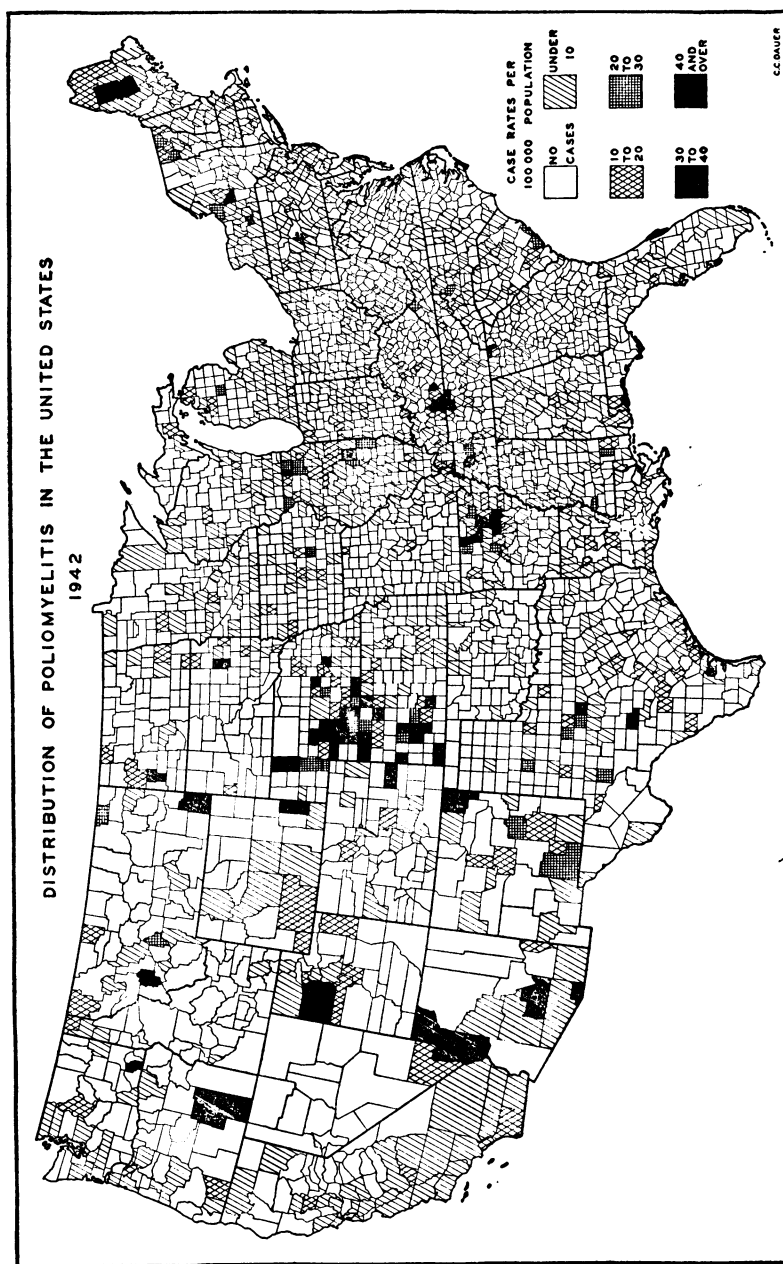 DISTRIBUTION OF POLIOMYELITIS IN THE UNITED STATES
1942
CASE RATES PER
100 000 POPULATION
NO CASES
UNDER 10
10 TO 20
20 TO 30
30 TO 40
40 AND OVER
C.C. DAUER